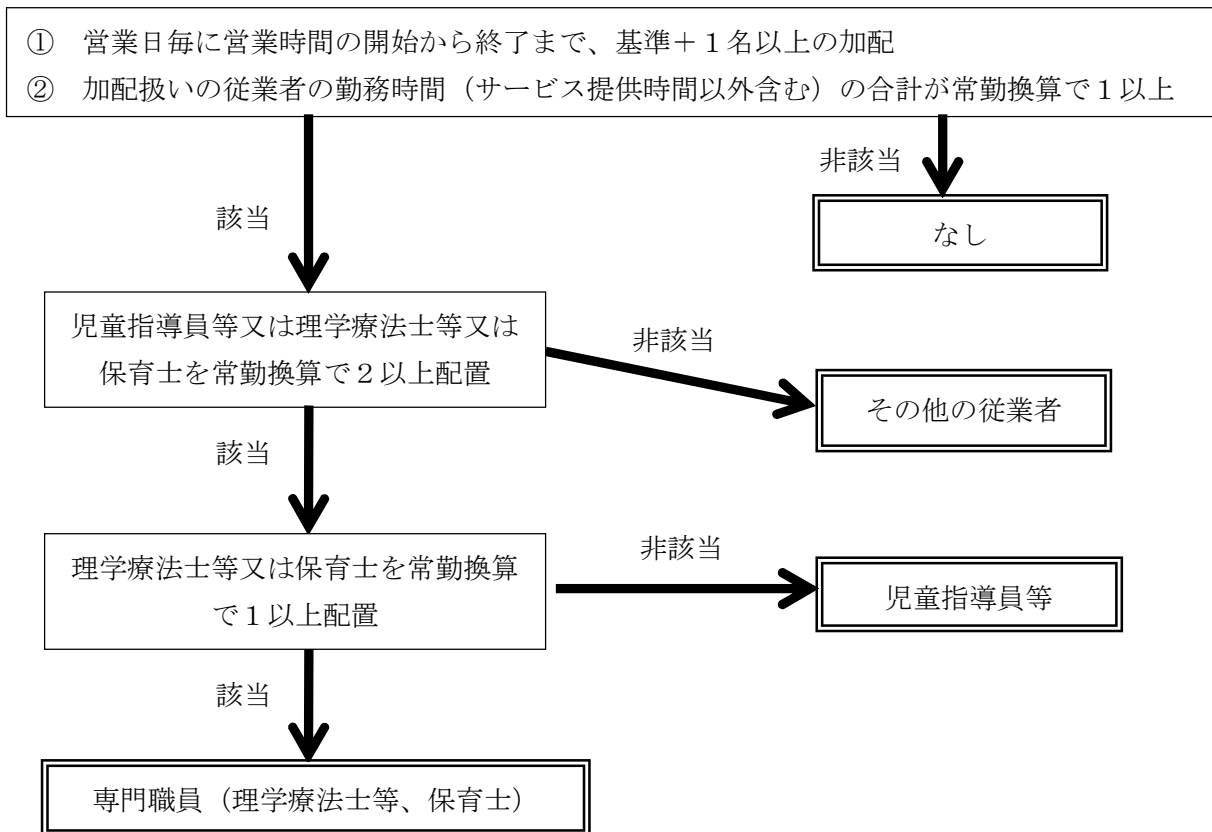 ① 営業日毎に営業時間の開始から終了まで、基準+1名以上の加配
② 加配扱いの従業者の勤務時間(サービス提供時間以外含む)の合計が常勤換算で1以上
非該当
該当
なし
児童指導員等又は理学療法士等又は
保育士を常勤換算で2以上配置
非該当
その他の従業者
該当
理学療法士等又は保育士を常勤換算
で1以上配置
非該当
児童指導員等
該当
専門職員(理学療法士等、保育士)